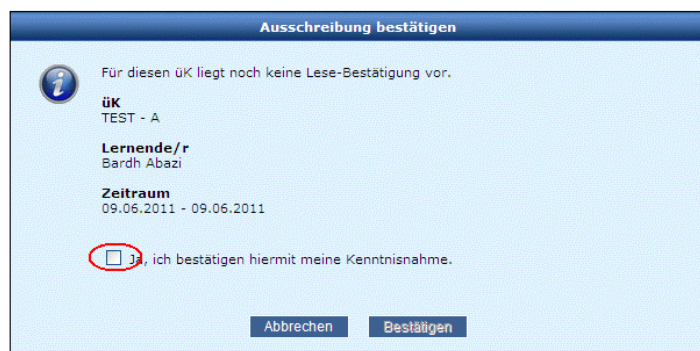 Ausschreibung bestätigen
Für diesen üK liegt noch keine Lese-Bestätigung vor.
üK
TEST - A
Lernende/r
Bardh Abazi
Zeitraum
09.06.2011 - 09.06.2011
Ja, ich bestätigen hiermit meine Kenntnisnahme.
Abbrechen Bestätigen